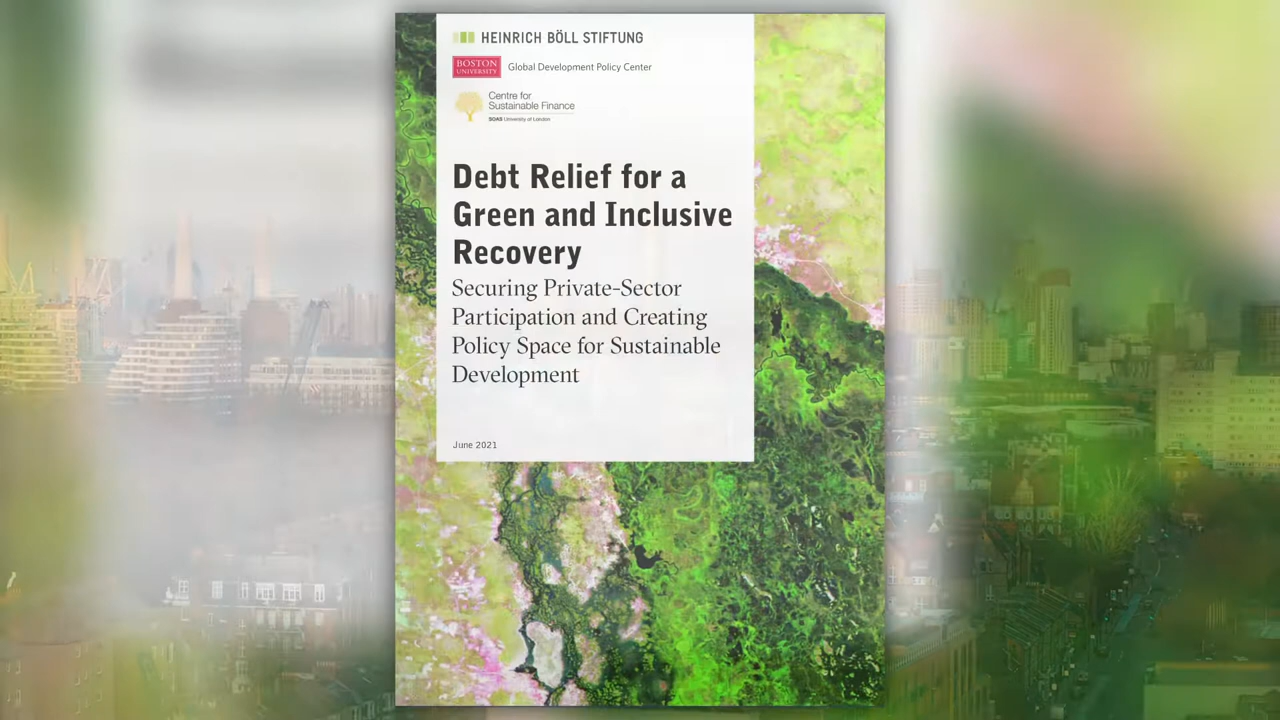 HEINRICH BÖLL STIFTUNG
BOSTON
UNIVERSITY
Global Development Policy Center
Centre for
Sustainable Finance
SOAS University of London
Debt Relief for a
Green and Inclusive
Recovery
Securing Private-Sector
Participation and Creating
Policy Space for Sustainable
Development
June 2021